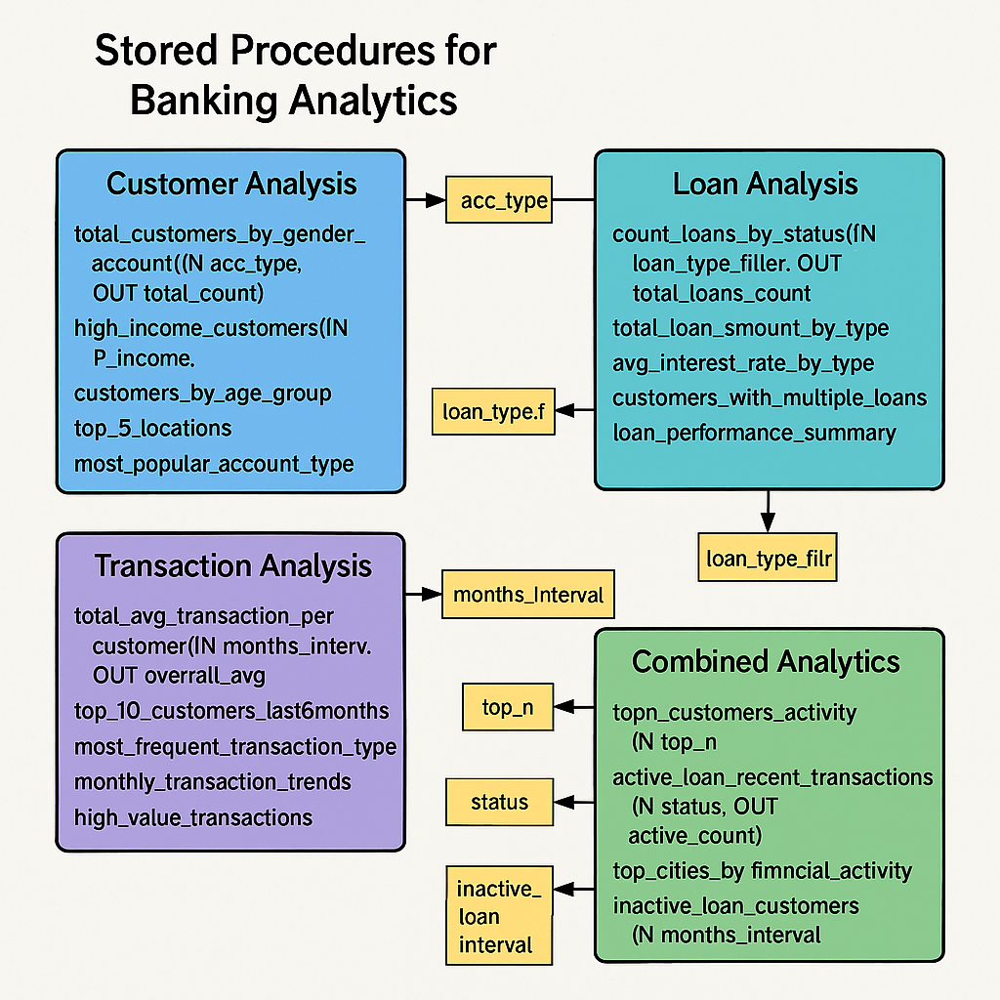 Stored Procedures for
Banking Analytics
Customer Analysis
total_customers_by_gender_
account((N acc_type,
OUT total_count)
high_income_customers(IN
P_income.
customers_by_age_group
top_5_locations
most_popular_account_type
acc_type
Loan Analysis
count_loans_by_status(IN
loan_type_filler. OUT
total_loans_count
total_loan_smount_by_type
avg_interest_rate_by_type
customers_with_multiple_loans
loan_performance_summary
loan_type.f
loan_type_filr
Transaction Analysis
total_avg_transaction_per
customer(IN months_interv.
OUT overrall_avg
top_10_customers_last6months
most_frequent_transaction_type
monthly_transaction_trends
high_value_transactions
months_Interval
Combined Analytics
topn_customers_activity
(N top_n
active_loan_recent_transactions
(N status, OUT
active_count)
top_cities_by fimncial_activity
inactive_loan_customers
(N months_interval
top_n
status
inactive_
loan
interval